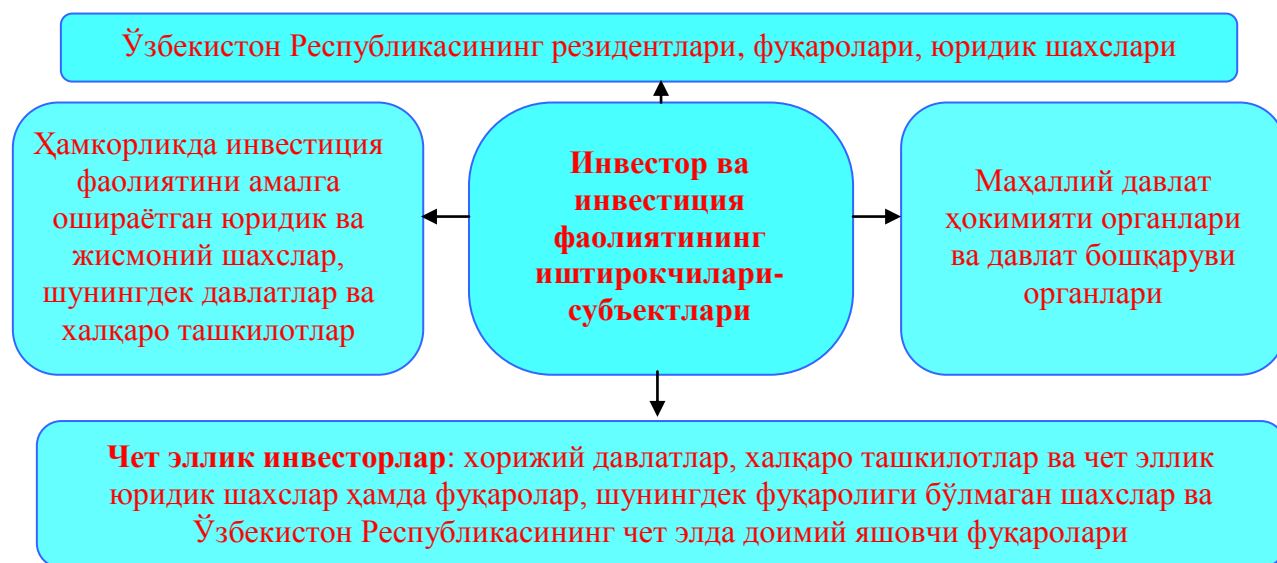 Ўзбекистон Республикасининг резидентлари, фуқаролари, юридик шахслари
Ҳамкорликда инвестиция
фаолиятини амалга
ошираётган юридик ва
жисмоний шахслар,
шунингдек давлатлар ва
халқаро ташкилотлар
Инвестор ва
инвестиция
фаолиятининг
иштирокчилари-
субъектлари
Маҳаллий давлат
ҳокимияти органлари
ва давлат бошқаруви
органлари
Чет эллик инвесторлар: хорижий давлатлар, халқаро ташкилотлар ва чет эллик
юридик шахслар ҳамда фуқаролар, шунингдек фуқаролиги бўлмаган шахслар ва
Ўзбекистон Республикасининг чет элда доимий яшовчи фуқаролари